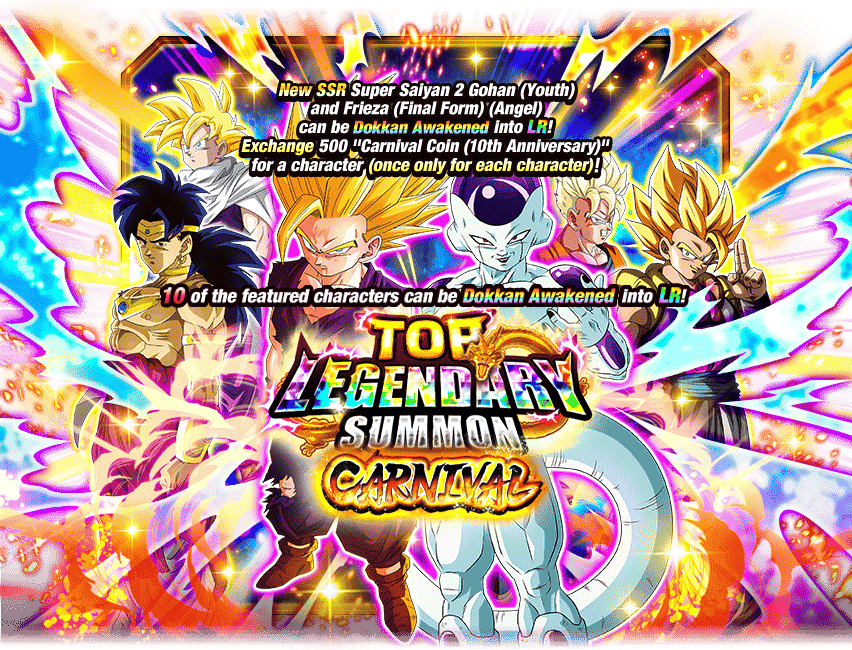 New SSR Super Saiyan 2 Gohan (Youth)
and Frieza (Final Form) (Angel)
can be Dokkan Awakened into LR!
Exchange 500 "Carnival Coin (10th Anniversary)"
for a character (once only for each character)!
10 of the featured characters can be Dokkan Awakened into LR!
TOP
LEGENDARY
SUMMON
CARNIVAL